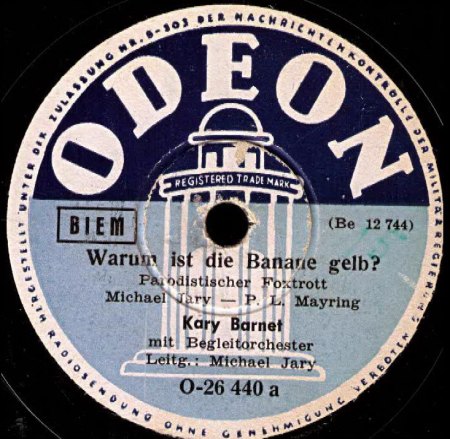 HERGESTELLT UNTER DER ZULASSUNG NR. B-303 DER NACHRICHTENKONTROLLE DER MILITÄRREGIERUNG
ODEON
REGISTERED TRADE MARK
BIEM
(Be 12 744)
Warum ist die Banane gelb?
Parodistischer Foxtrott
Michael Jary — P. L. Mayring
Kary Barnet
mit Begleitorchester
Leitg.: Michael Jary
O-26 440 a
RADIOSENDUNG OHNE GENEHMIGUNG VERBOTEN